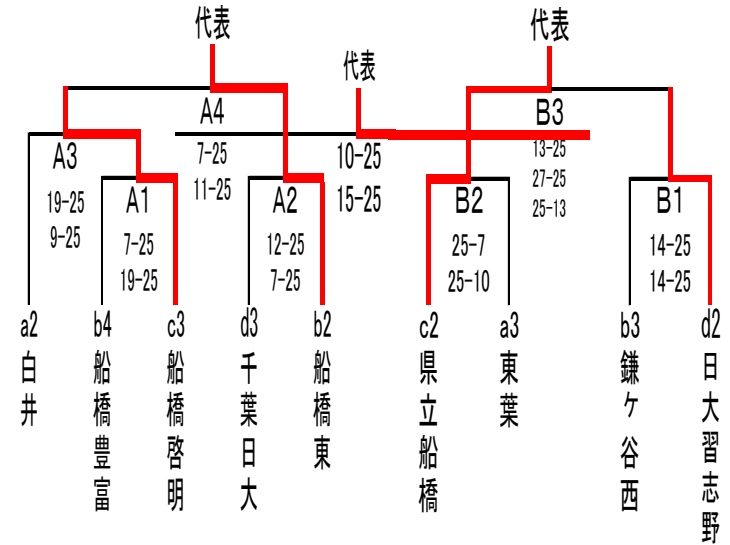 代表
代表
代表
A4
7-25
11-25
10-25
15-25
B3
13-25
27-25
25-13
A3
19-25
9-25
A1
7-25
19-25
A2
12-25
7-25
B2
25-7
25-10
B1
14-25
14-25
a2
白井
b4
船橋豊富
c3
船橋啓明
d3
千葉日大
b2
船橋東
c2
県立船橋
a3
東葉
b3
鎌ケ谷西
d2
日大習志野